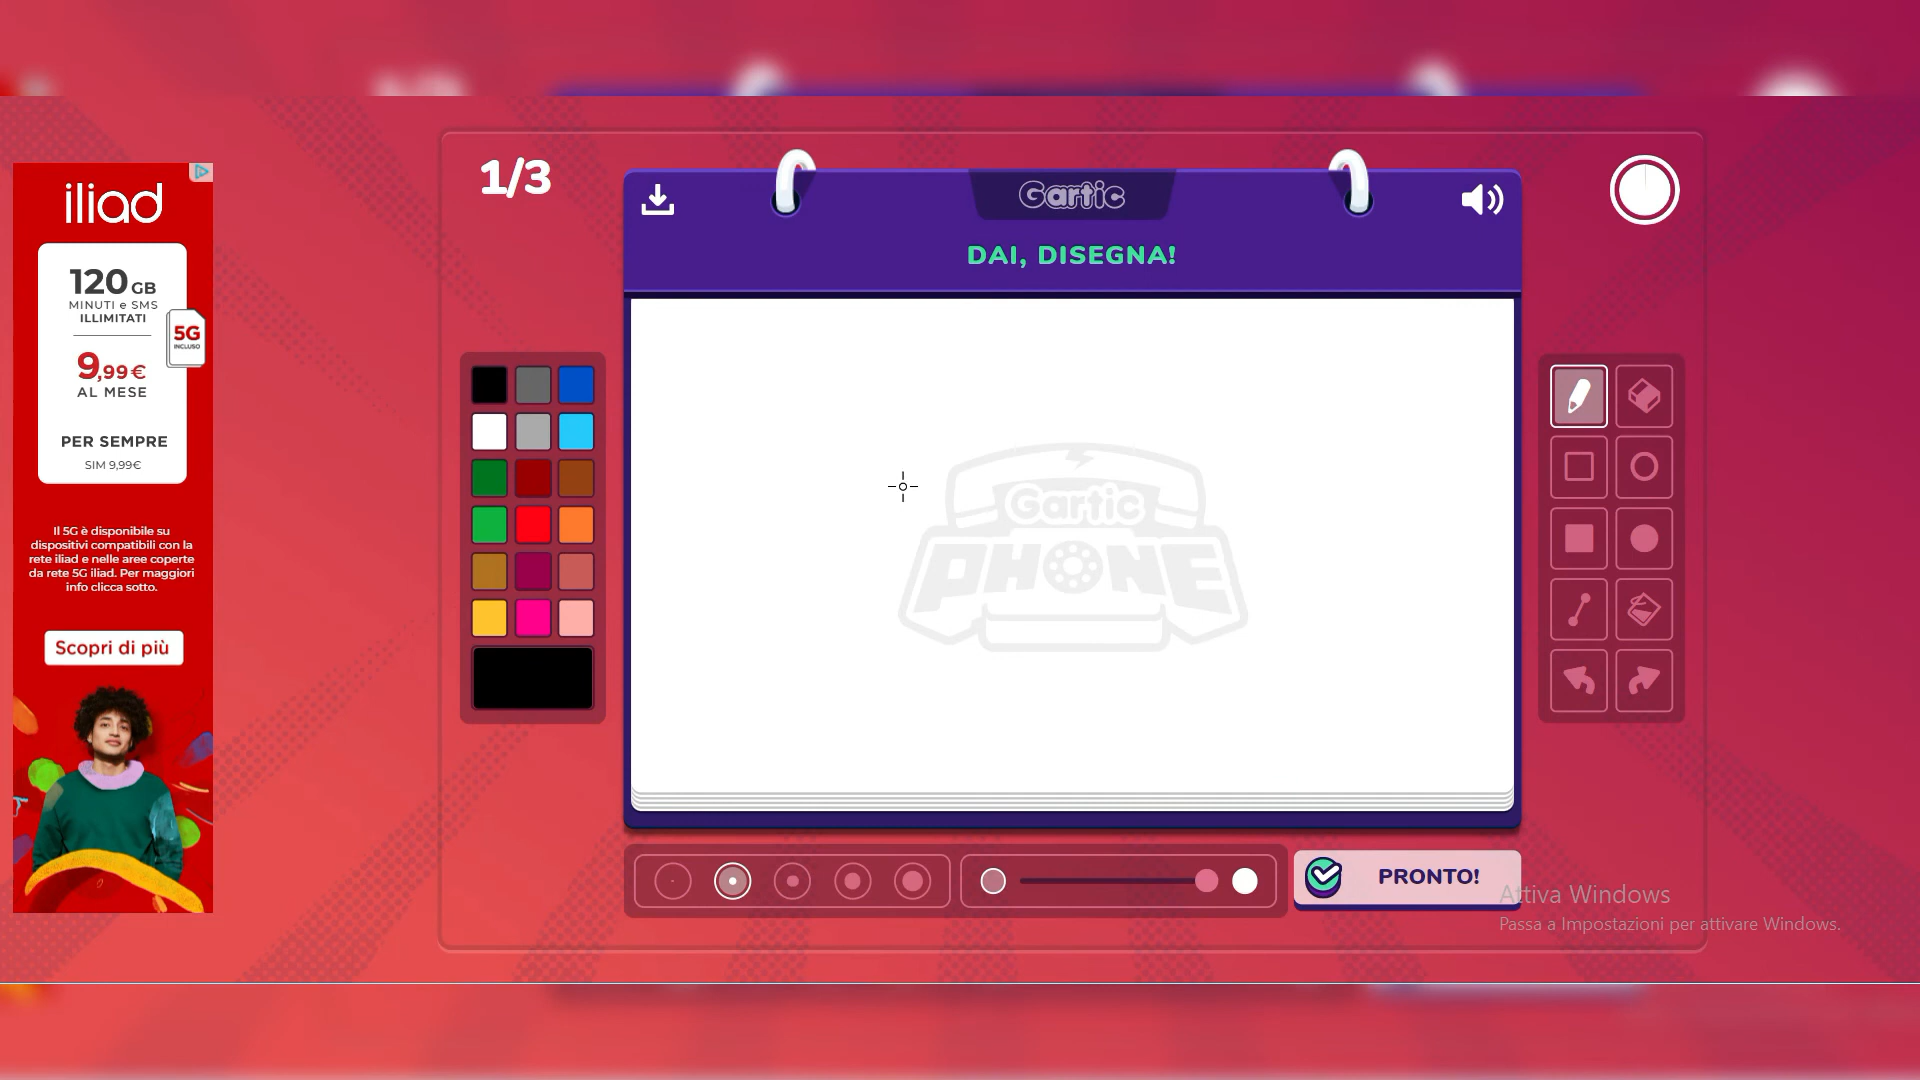 1/3
Gartic
DAI, DISEGNA!
iliad
120 GB
MINUTI e SMS
ILLIMITATI
5G
INCLUSO
9,99€
AL MESE
PER SEMPRE
SIM 9,99€
Il 5G è disponibile su
dispositivi compatibili con la
rete iliad e nelle aree coperte
da rete 5G iliad. Per maggiori
info clicca sotto.
Scopri di più
Gartic
PHONE
PRONTO!
Attiva Windows
Passa a Impostazioni per attivare Windows.